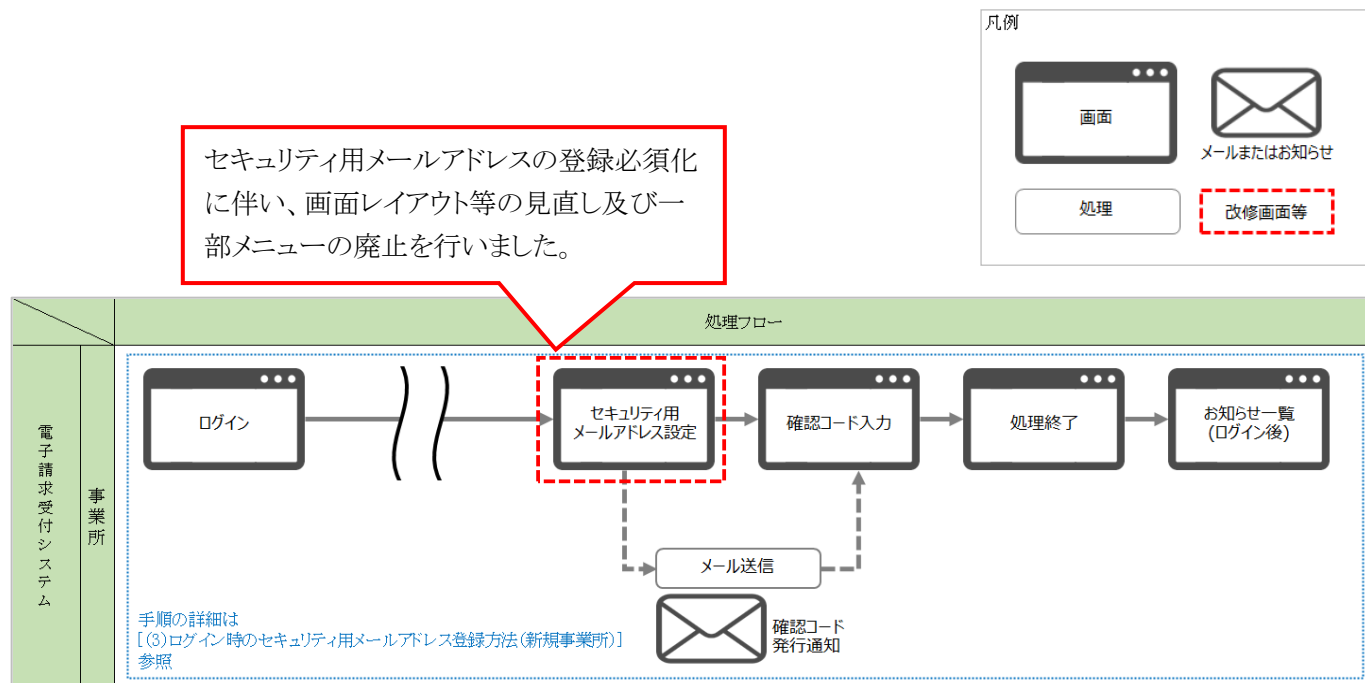 凡例
画面
メールまたはお知らせ
処理
改修画面等
セキュリティ用メールアドレスの登録必須化
に伴い、画面レイアウト等の見直し及び一
部メニューの廃止を行いました。
処理フロー
電子請求受付システム
事業所
ログイン
セキュリティ用
メールアドレス設定
確認コード入力
処理終了
お知らせ一覧
(ログイン後)
メール送信
確認コード
発行通知
手順の詳細は
[(3)ログイン時のセキュリティ用メールアドレス登録方法(新規事業所)]
参照